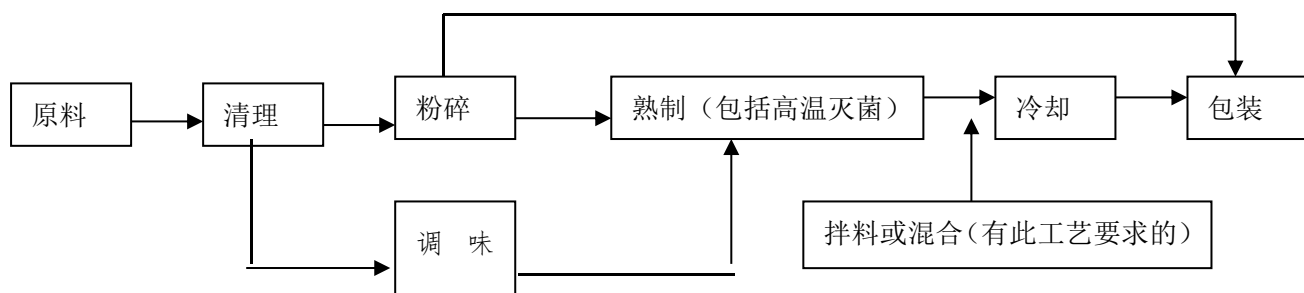 原料
清理
粉碎
熟制（包括高温灭菌）
冷却
包装
调　味
拌料或混合（有此工艺要求的）